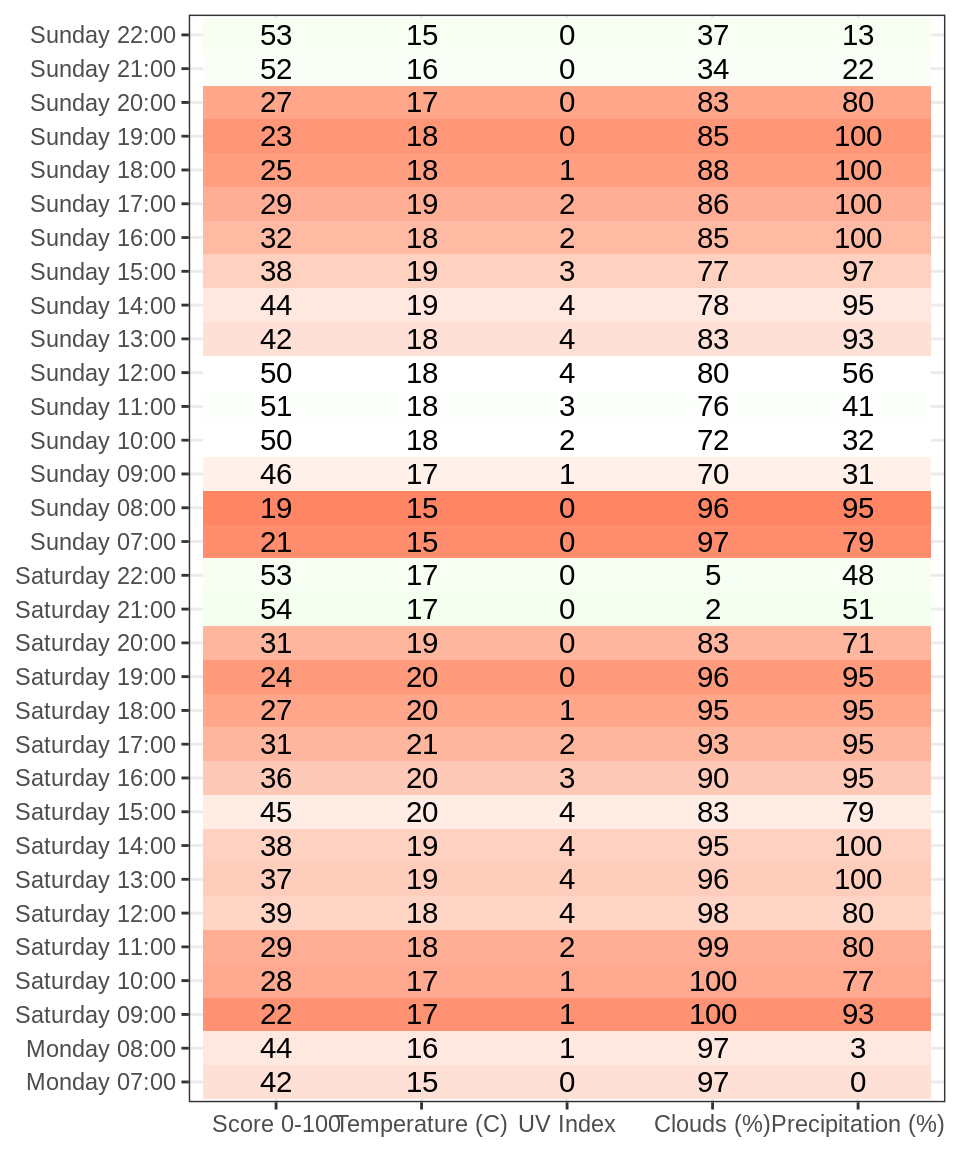 Sunday 22:00 53 15 0 37 13
Sunday 21:00 52 16 0 34 22
Sunday 20:00 27 17 0 83 80
Sunday 19:00 23 18 0 85 100
Sunday 18:00 25 18 1 88 100
Sunday 17:00 29 19 2 86 100
Sunday 16:00 32 18 2 85 100
Sunday 15:00 38 19 3 77 97
Sunday 14:00 44 19 4 78 95
Sunday 13:00 42 18 4 83 93
Sunday 12:00 50 18 4 80 56
Sunday 11:00 51 18 3 76 41
Sunday 10:00 50 18 2 72 32
Sunday 09:00 46 17 1 70 31
Sunday 08:00 19 15 0 96 95
Sunday 07:00 21 15 0 97 79
Saturday 22:00 53 17 0 5 48
Saturday 21:00 54 17 0 2 51
Saturday 20:00 31 19 0 83 71
Saturday 19:00 24 20 0 96 95
Saturday 18:00 27 20 1 95 95
Saturday 17:00 31 21 2 93 95
Saturday 16:00 36 20 3 90 95
Saturday 15:00 45 20 4 83 79
Saturday 14:00 38 19 4 95 100
Saturday 13:00 37 19 4 96 100
Saturday 12:00 39 18 4 98 80
Saturday 11:00 29 18 2 99 80
Saturday 10:00 28 17 1 100 77
Saturday 09:00 22 17 1 100 93
Monday 08:00 44 16 1 97 3
Monday 07:00 42 15 0 97 0
Score 0-100 Temperature (C) UV Index Clouds (%) Precipitation (%)